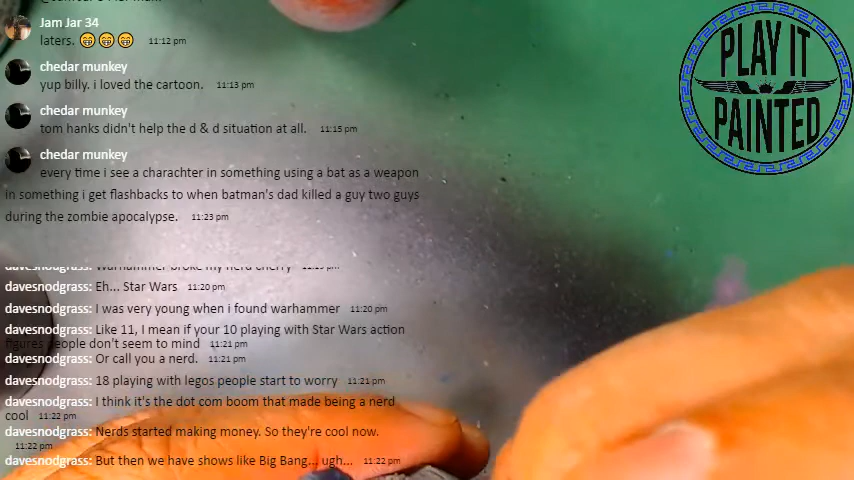 Jam Jar 34
laters. 😁😁😁 11:12 pm
chedar munkey
yup billy. i loved the cartoon. 11:13 pm
chedar munkey
tom hanks didn't help the d & d situation at all. 11:15 pm
chedar munkey
every time i see a charachter in something using a bat as a weapon
in something i get flashbacks to when batman's dad killed a guy two guys
during the zombie apocalypse. 11:23 pm
PLAY IT
PAINTED
davesnodgrass: Warhammer broke my nerd cherry
davesnodgrass: Eh... Star Wars 11:20 pm
davesnodgrass: I was very young when i found warhammer 11:20 pm
davesnodgrass: Like 11, I mean if your 10 playing with Star Wars action
figures people don't seem to mind 11:21 pm
davesnodgrass: Or call you a nerd. 11:21 pm
davesnodgrass: 18 playing with legos people start to worry 11:21 pm
davesnodgrass: I think it's the dot com boom that made being a nerd
cool 11:22 pm
davesnodgrass: Nerds started making money. So they're cool now.
11:22 pm
davesnodgrass: But then we have shows like Big Bang... ugh... 11:22 pm